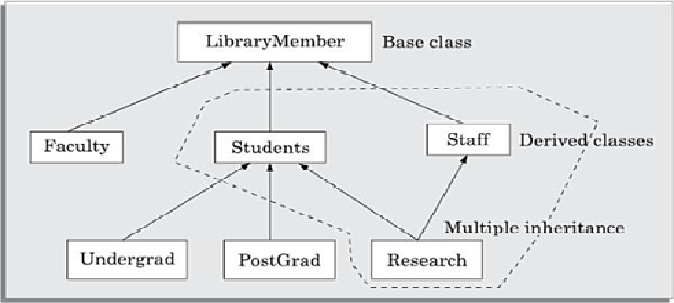 LibraryMember Base class
Faculty Students Staff Derived classes
Multiple inheritance
Undergrad PostGrad Research